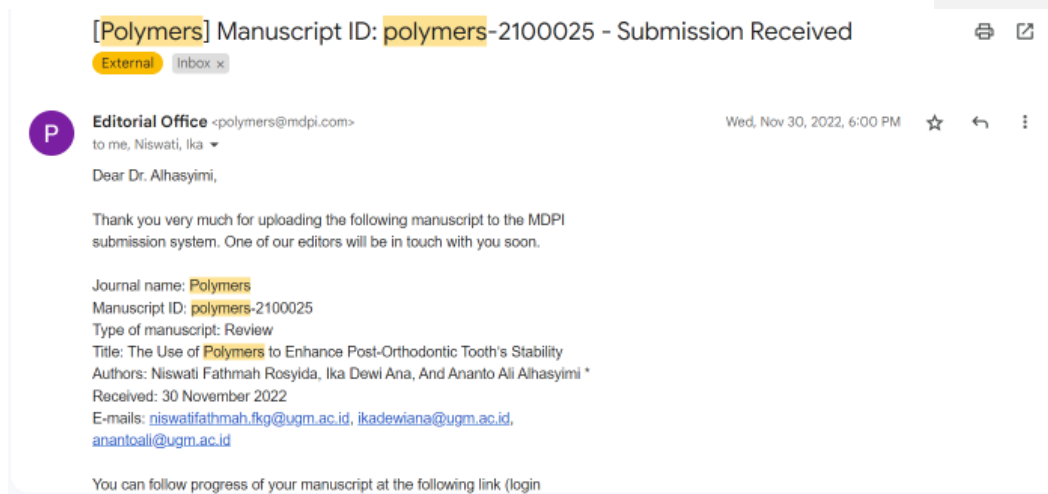 [Polymers] Manuscript ID: polymers-2100025 - Submission Received
External Inbox x
P
Editorial Office <polymers@mdpi.com> Wed, Nov 30, 2022, 6:00 PM
to me, Niswati, Ika
Dear Dr. Alhasyimi,
Thank you very much for uploading the following manuscript to the MDPI
submission system. One of our editors will be in touch with you soon.
Journal name: Polymers
Manuscript ID: polymers-2100025
Type of manuscript: Review
Title: The Use of Polymers to Enhance Post-Orthodontic Tooth's Stability
Authors: Niswati Fathmah Rosyida, Ika Dewi Ana, And Ananto Ali Alhasyimi *
Received: 30 November 2022
E-mails: niswatifathmah.fkg@ugm.ac.id, ikadewiana@ugm.ac.id,
anantoali@ugm.ac.id
You can follow progress of your manuscript at the following link (login